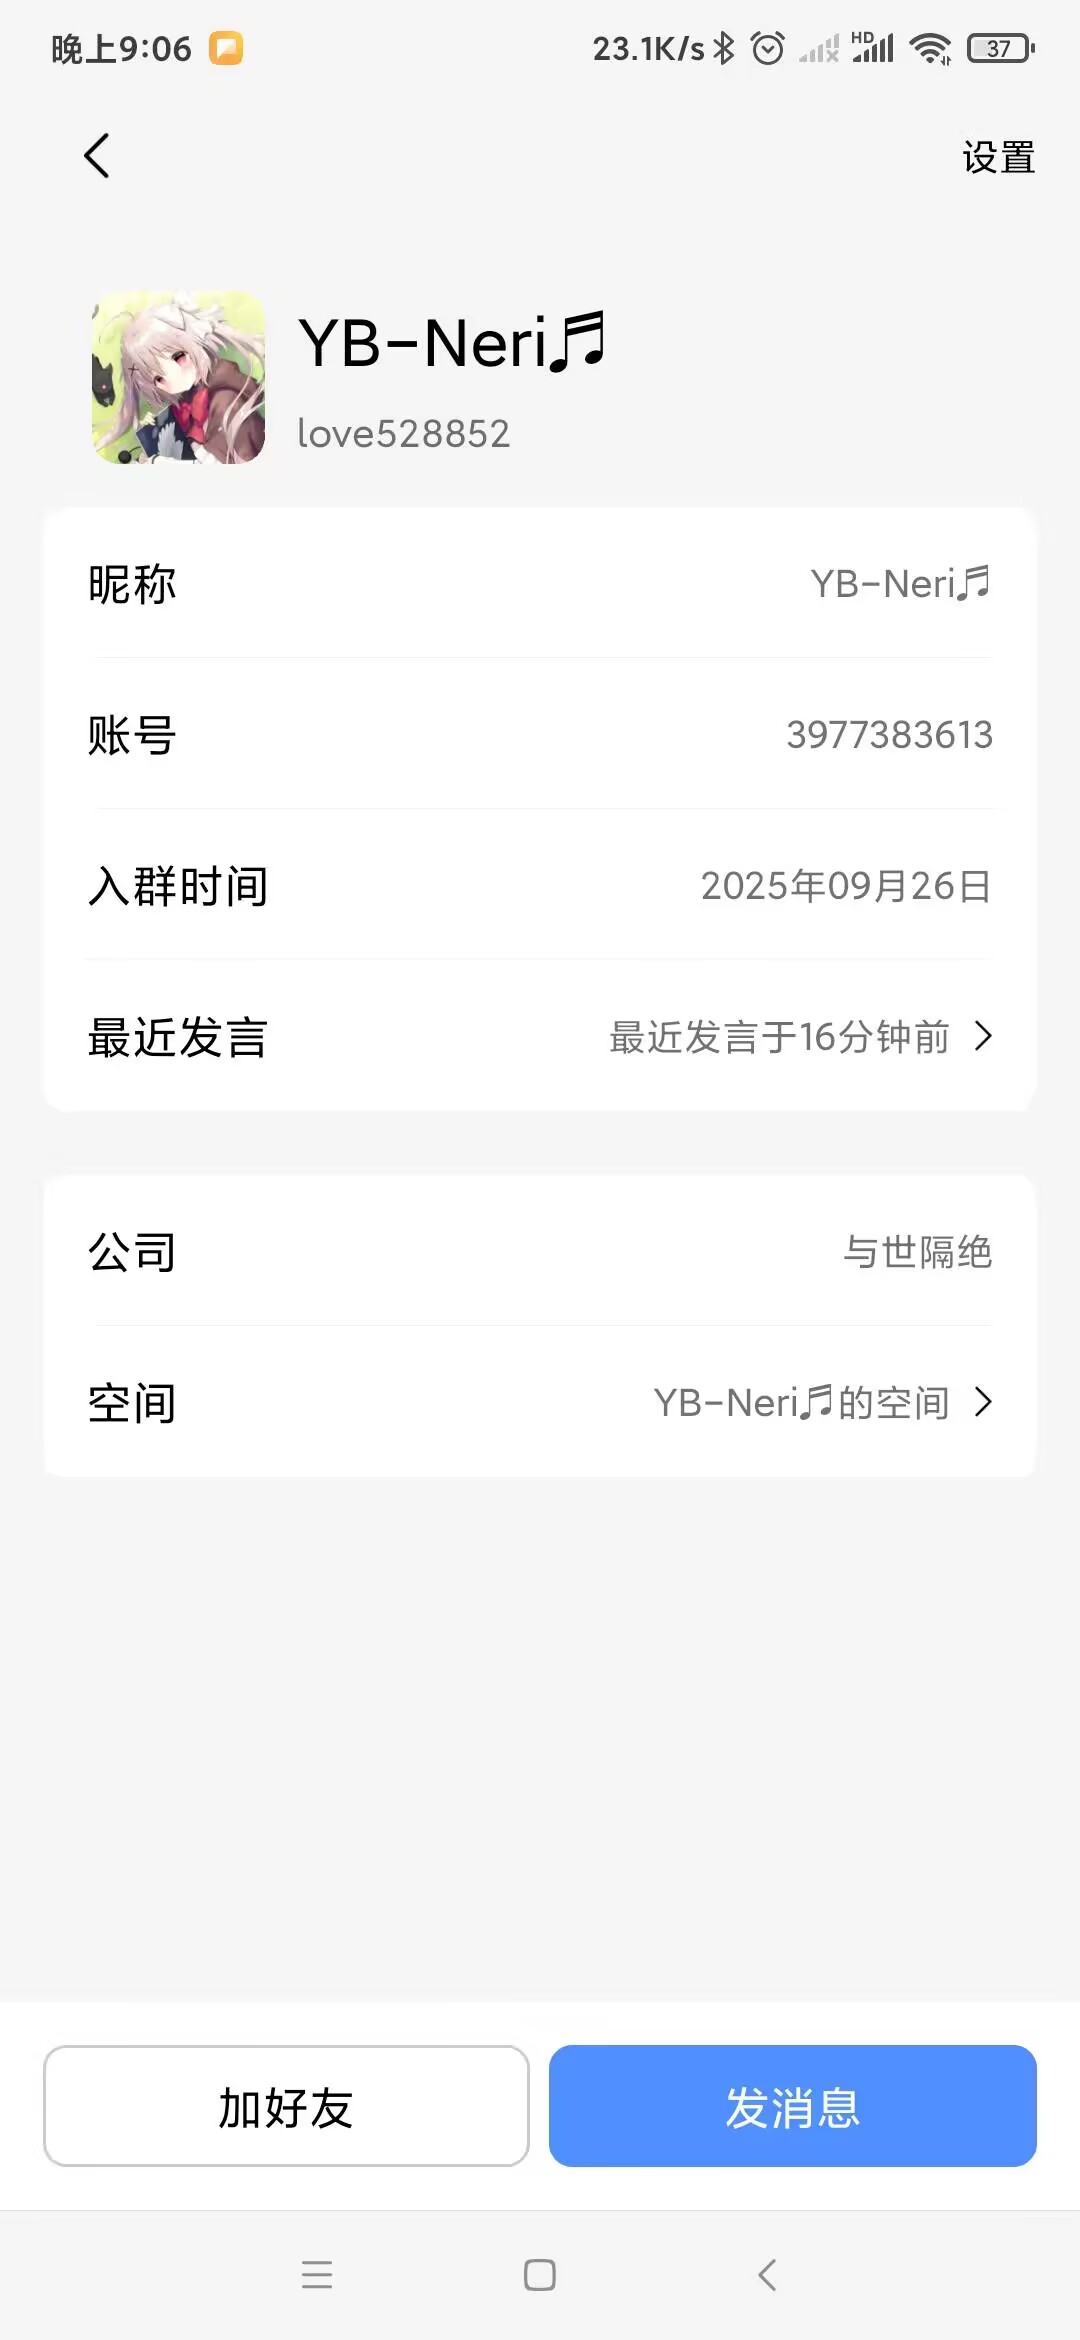 晚上9:06 23.1K/s HD 37
设置
YB-Neri🎵
love528852
昵称 YB-Neri🎵
账号 3977383613
入群时间 2025年09月26日
最近发言 最近发言于16分钟前
公司 与世隔绝
空间 YB-Neri🎵的空间
加好友 发消息